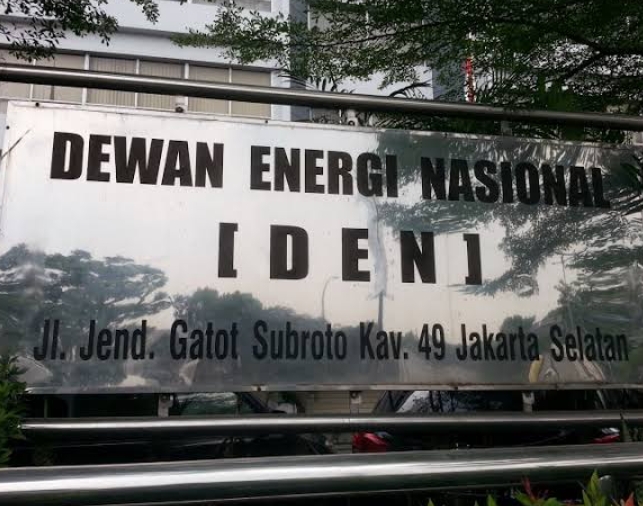 DEWAN ENERGI NASIONAL
[ D E N ]
Jl. Jend. Gatot Subroto Kav. 49 Jakarta Selatan